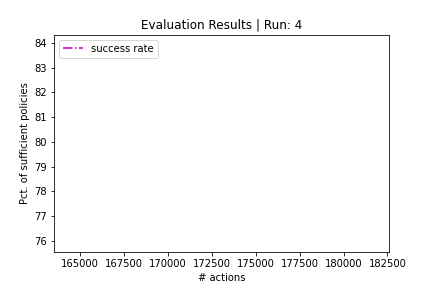 Evaluation Results | Run: 4
success rate
Pct. of sufficient policies
84
83
82
81
80
79
78
77
76
165000 167500 170000 172500 175000 177500 180000 182500
# actions